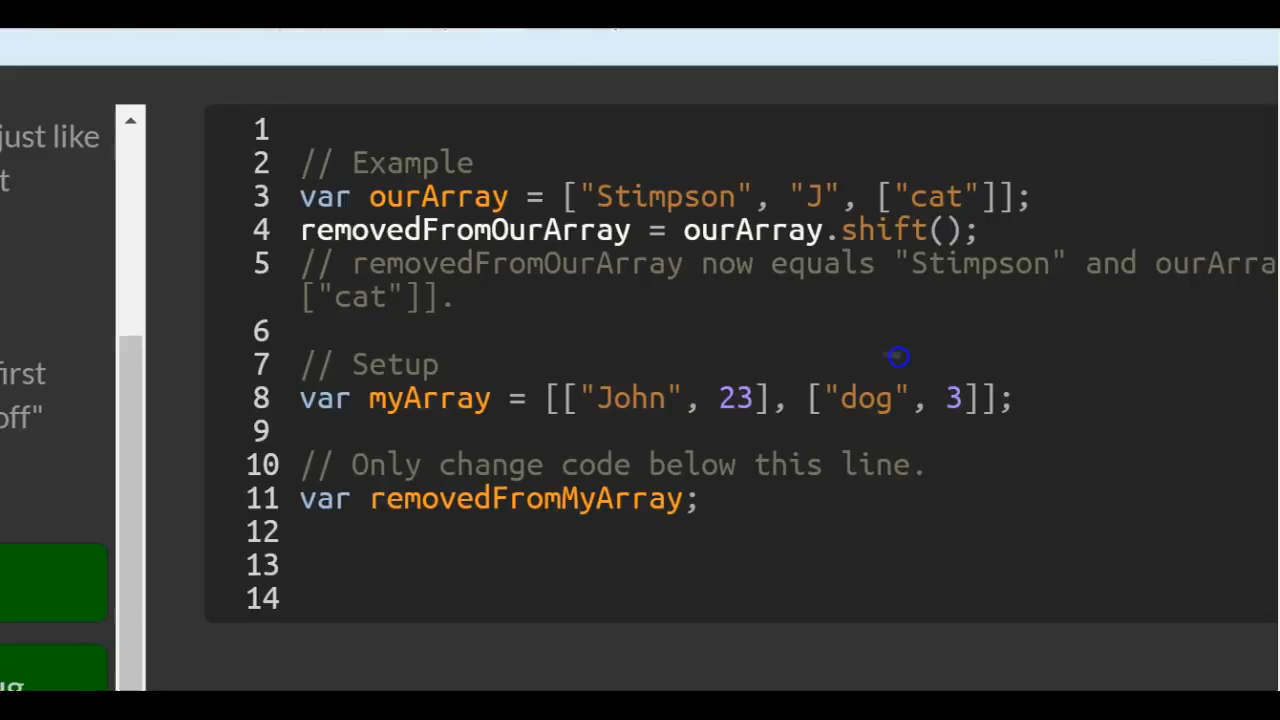 just like
t
first
off"
ug
1
2 // Example
3 var ourArray = ["Stimpson", "J", ["cat"]];
4 removedFromOurArray = ourArray.shift();
5 // removedFromOurArray now equals "Stimpson" and ourArra
["cat"]].
6
7 // Setup
8 var myArray = [["John", 23], ["dog", 3]];
9
10 // Only change code below this line.
11 var removedFromMyArray;
12
13
14